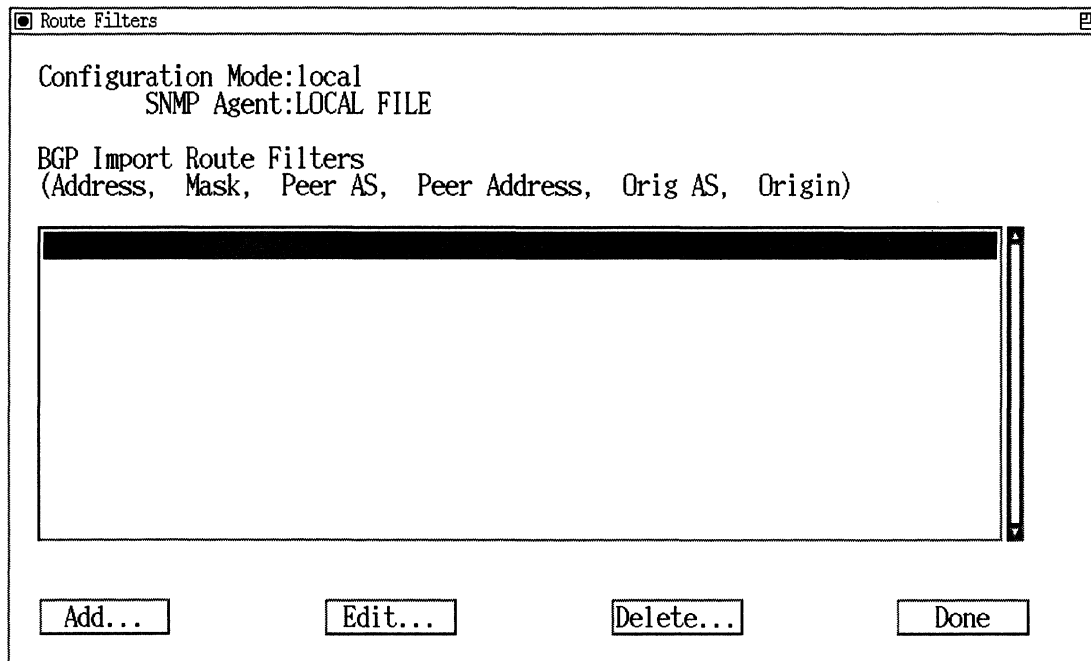 Route Filters
Configuration Mode:local
SNMP Agent:LOCAL FILE
BGP Import Route Filters
(Address, Mask, Peer AS, Peer Address, Orig AS, Origin)
Add... Edit... Delete... Done